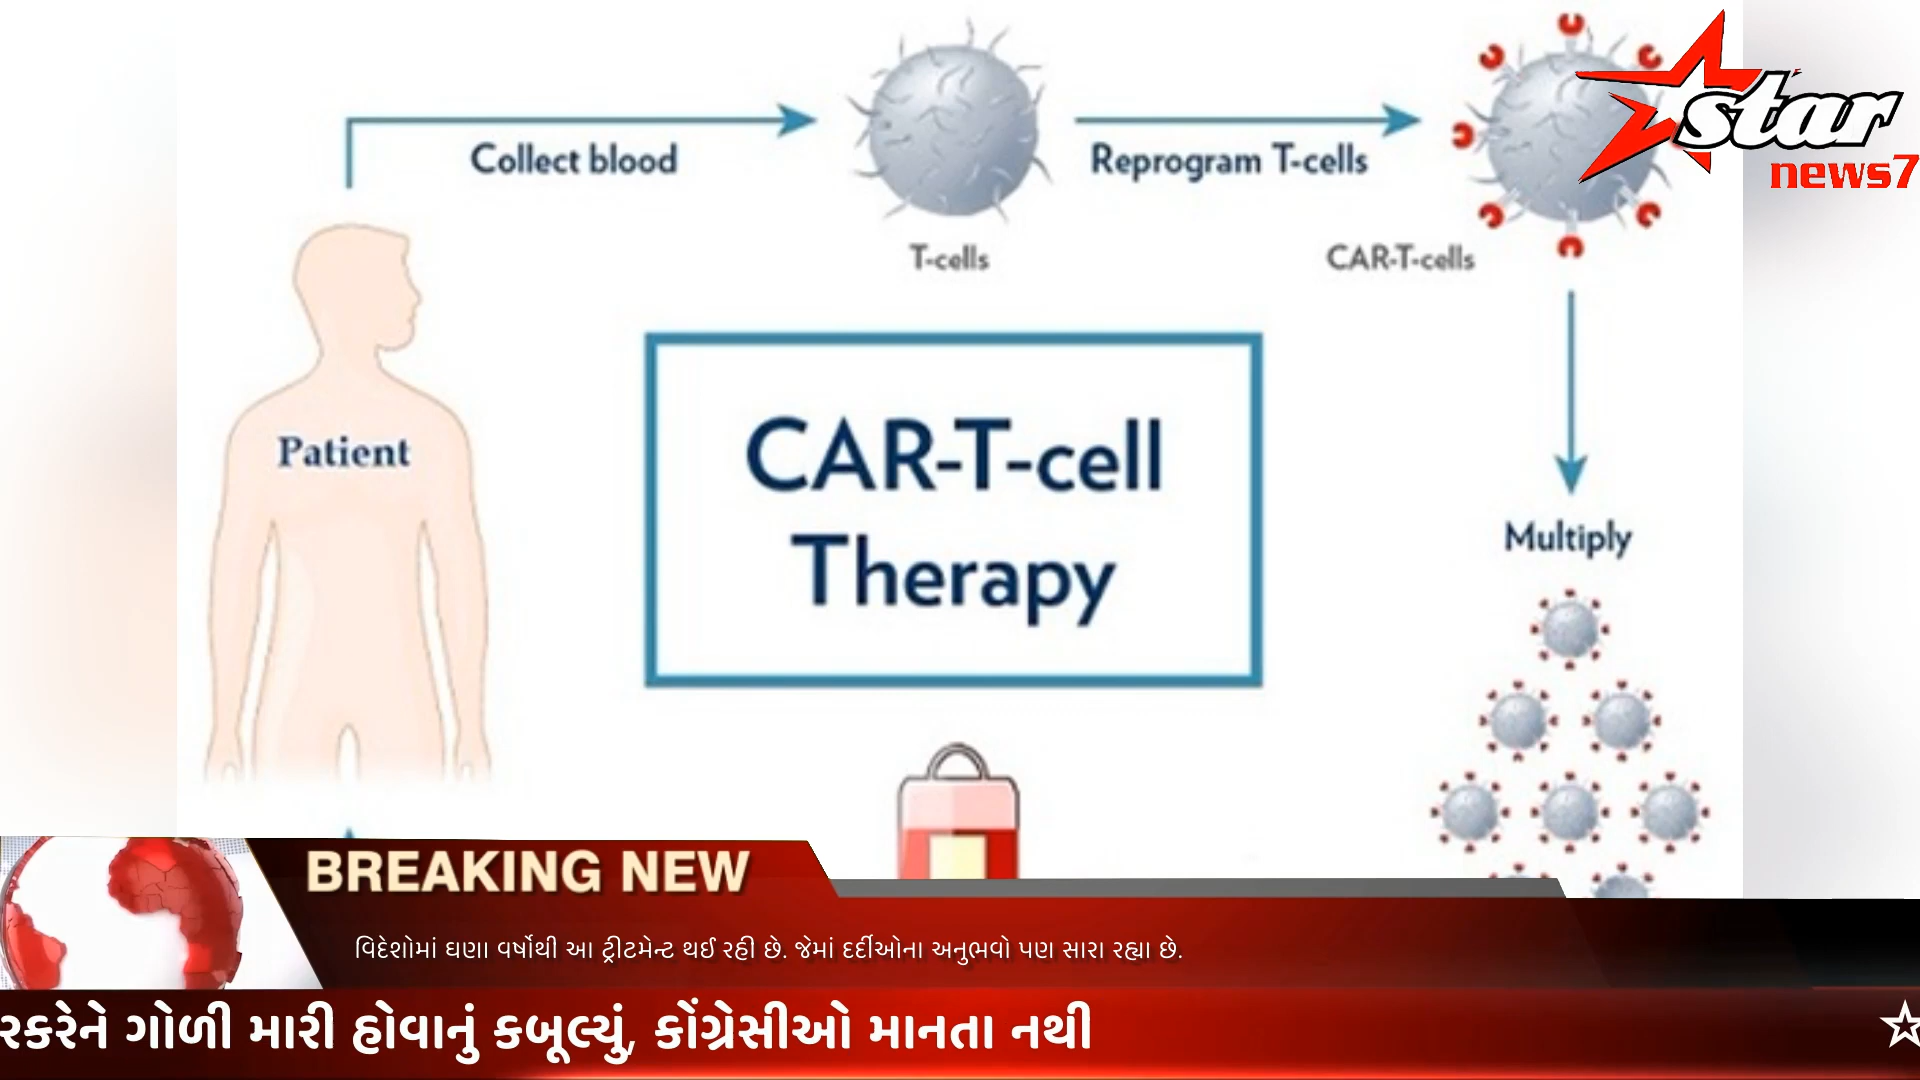 Collect blood
Reprogram T-cells
star
news7
T-cells
CAR-T-cells
Patient
CAR-T-cell
Therapy
Multiply
BREAKING NEW
વિદેશોમાં ઘણા વર્ષોથી આ ટ્રીટમેન્ટ થઈ રહી છે. જેમાં દર્દીઓના અનુભવો પણ સારા રહ્યા છે.
રકરેને ગોળી મારી હોવાનું કબૂલ્યું, કોંગ્રેસીઓ માનતા નથી